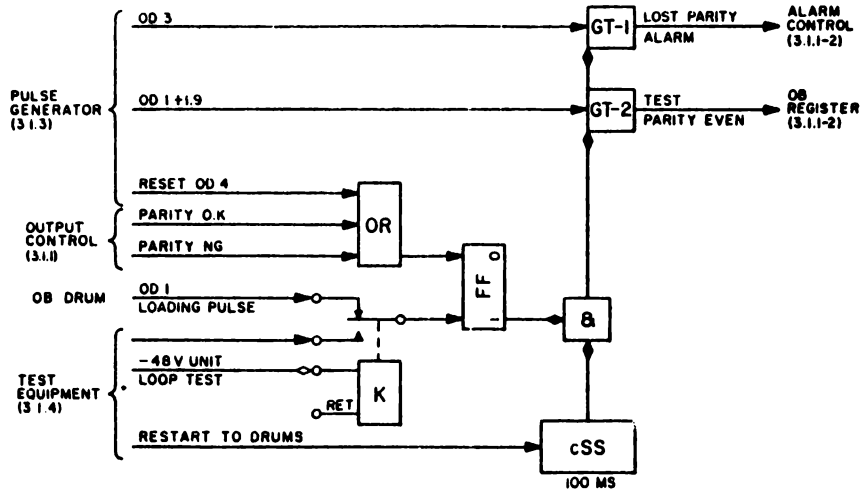 OD 3
GT-1
LOST PARITY
ALARM
ALARM
CONTROL
(3.1.1-2)
PULSE
GENERATOR
(3 1.3)
OD 1+1.9
GT-2
TEST
PARITY EVEN
OB
REGISTER
(3.1.1-2)
RESET OD 4
OUTPUT
CONTROL
(3.1.1)
PARITY O.K
PARITY NG
OR
FF
O
1
OB DRUM
OD 1
LOADING PULSE
&
TEST
EQUIPMENT
(3 1.4)
-48V UNIT
LOOP TEST
K
RET
RESTART TO DRUMS
cSS
100 MS